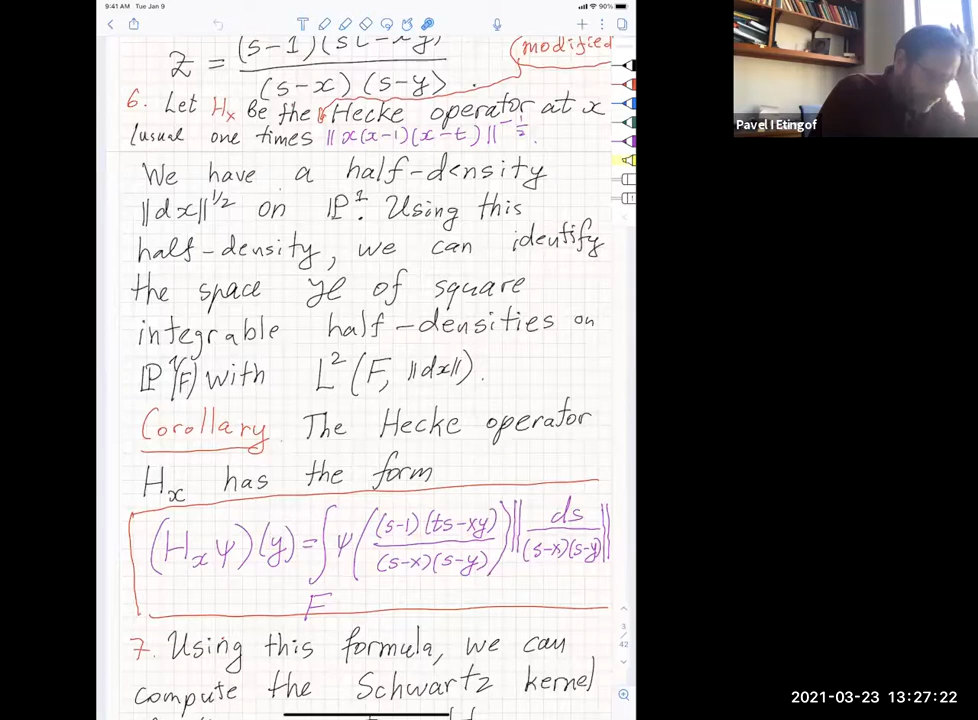 9:41 AM Tue Jan 9
90%
(modified
Z = (s-1)(st-xy) / (s-x)(s-y) .
6. Let Hx Be the Hecke operator at x
(usual one times ||x(x-1)(x-t)||^{-1/2}.
We have a half-density
||dx||^{1/2} on P^1. Using this
half-density, we can identify
the space H of square
integrable half-densities on
P^1(F) with L^2(F, ||dx||).
Corollary. The Hecke operator
Hx has the form
(Hx ψ)(y) = ∫_F ψ( (s-1)(ts-xy) / (s-x)(s-y) ) || ds / (s-x)(s-y) ||
7. Using this formula, we can
compute the Schwartz kernel
3
/
42
Pavel I Etingof
2021-03-23 13:27:22